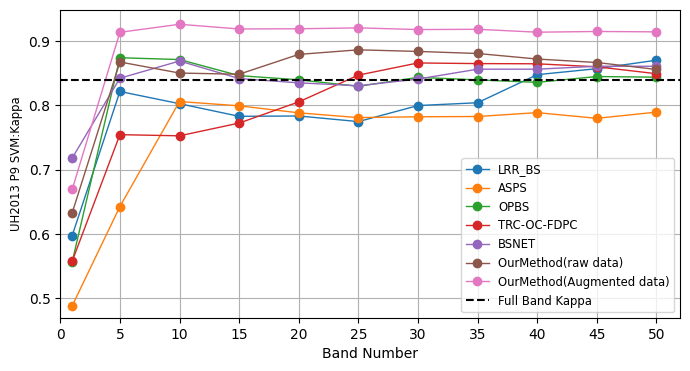 UH2013 P9 SVM:Kappa
0.9
0.8
0.7
0.6
0.5
0 5 10 15 20 25 30 35 40 45 50
Band Number
LRR_BS
ASPS
OPBS
TRC-OC-FDPC
BSNET
OurMethod(raw data)
OurMethod(Augmented data)
Full Band Kappa